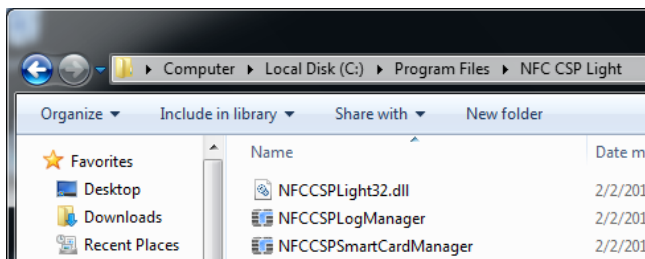 Computer Local Disk (C:) Program Files NFC CSP Light
Organize Include in library Share with New folder
Favorites
Desktop
Downloads
Recent Places
Name Date m
NFCCSPLight32.dll 2/2/201
NFCCSPLogManager 2/2/201
NFCCSPSmartCardManager 2/2/201